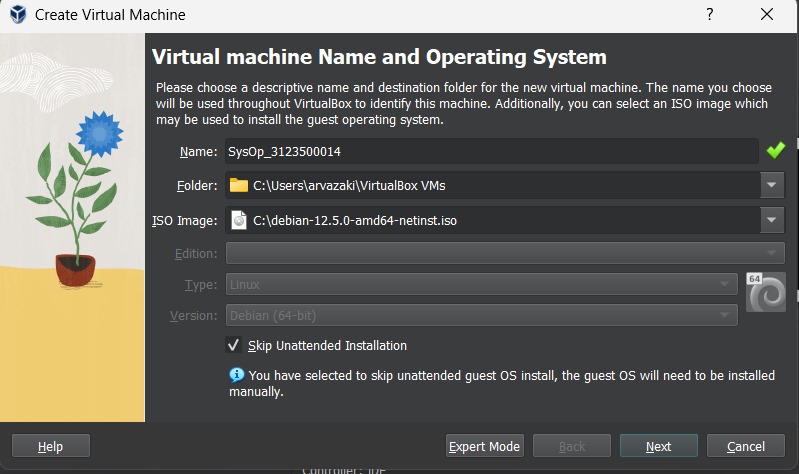 Create Virtual Machine
?
Virtual machine Name and Operating System
Please choose a descriptive name and destination folder for the new virtual machine. The name you choose
will be used throughout VirtualBox to identify this machine. Additionally, you can select an ISO image which
may be used to install the guest operating system.
Name: SysOp_3123500014
Folder: C:\Users\arvazaki\VirtualBox VMs
ISO Image: C:\debian-12.5.0-amd64-netinst.iso
Edition:
Type: Linux
64
Version: Debian (64-bit)
Skip Unattended Installation
You have selected to skip unattended guest OS install, the guest OS will need to be installed
manually.
Help Expert Mode Back Next Cancel
Controller: IDE